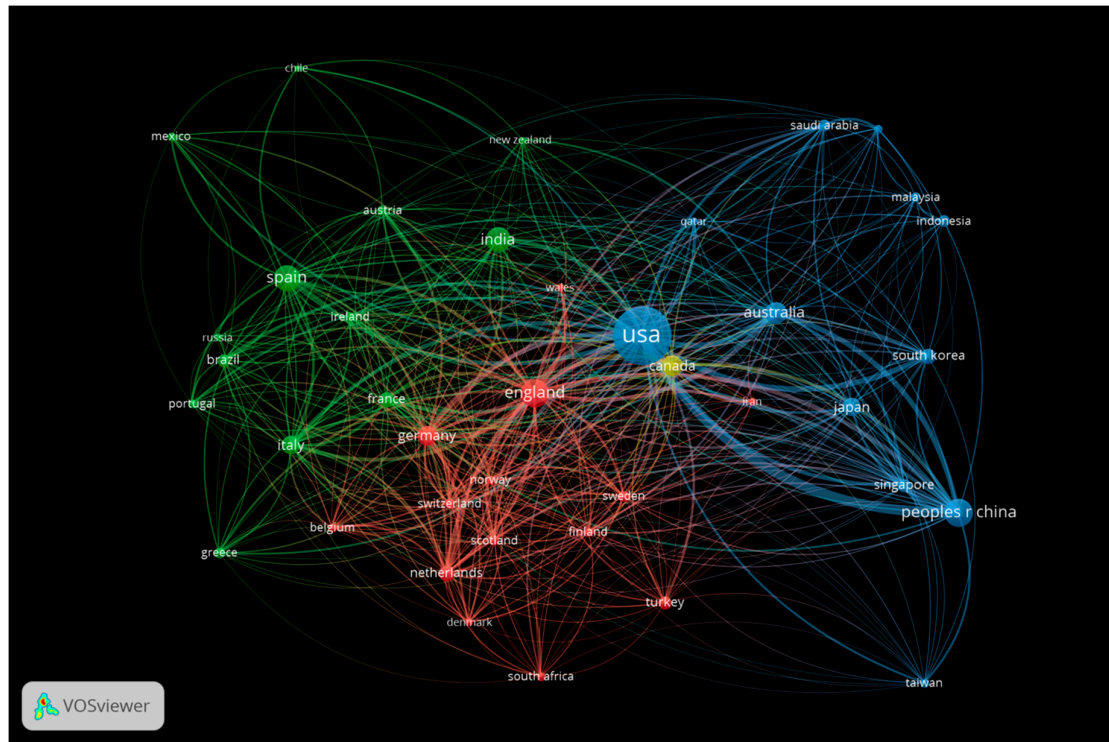 chile
saudi arabia
mexico
new zealand
malaysia
austria
qatar
indonesia
india
spain
wales
australia
ireland
usa
russia
brazil
south korea
canada
england
france
iran
japan
portugal
germany
italy
norway
singapore
switzerland
sweden
peoples r china
belgium
finland
scotland
greece
netherlands
turkey
denmark
south africa
taiwan
VOSviewer